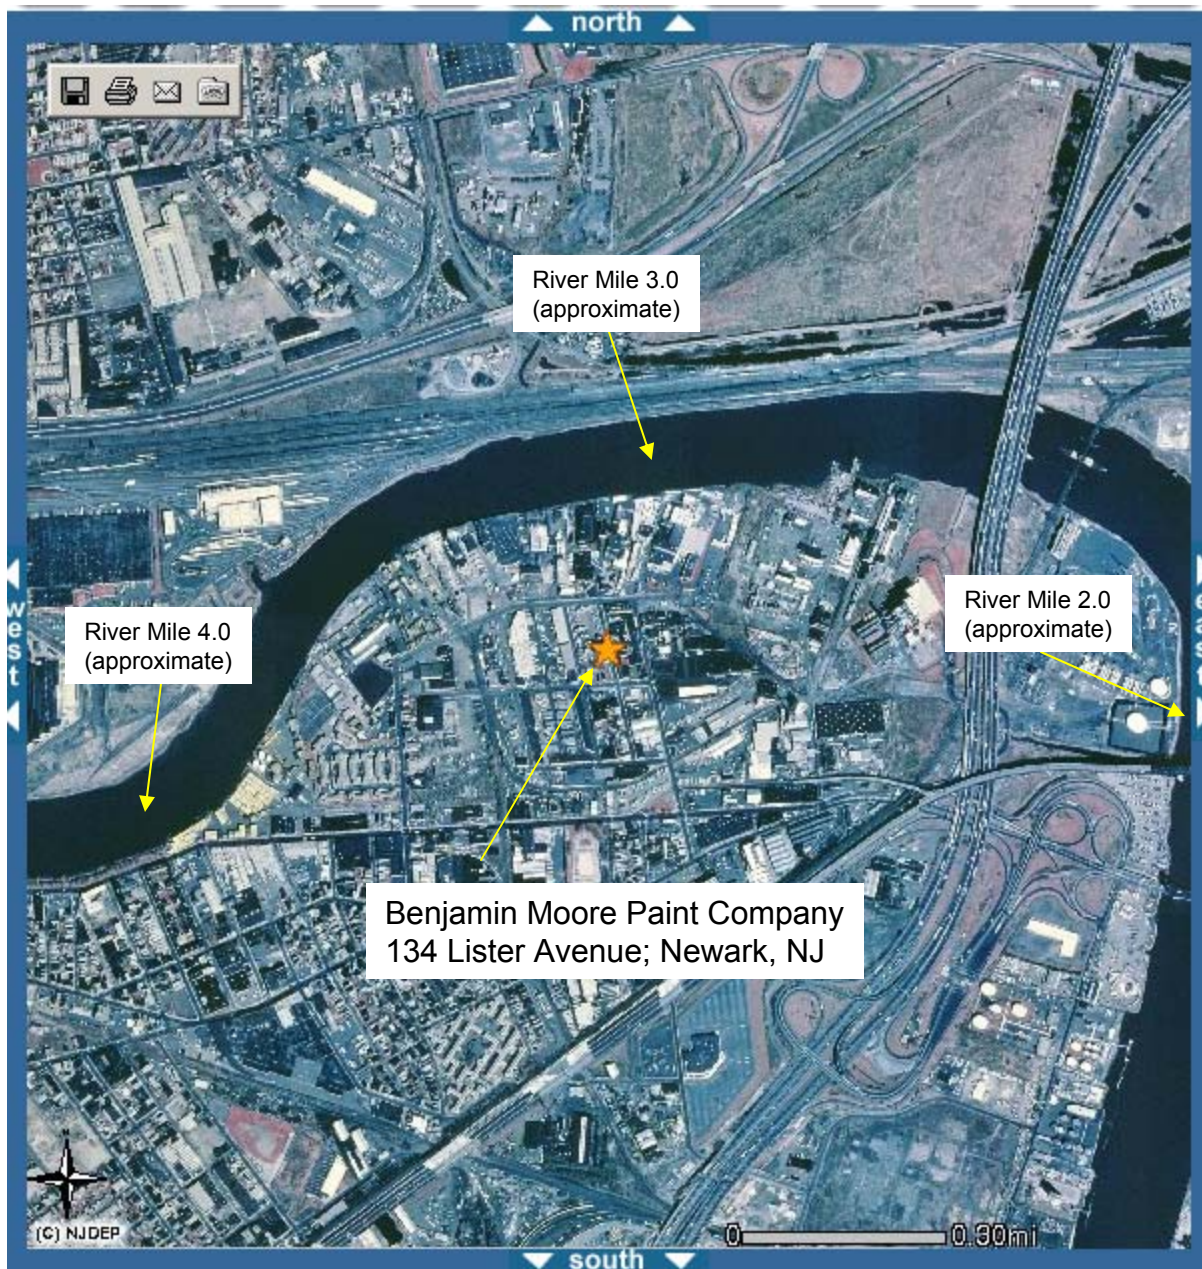 north
River Mile 3.0
(approximate)
west
east
River Mile 4.0
(approximate)
River Mile 2.0
(approximate)
Benjamin Moore Paint Company
134 Lister Avenue; Newark, NJ
N
(C) NJDEP
0 0.30mi
south